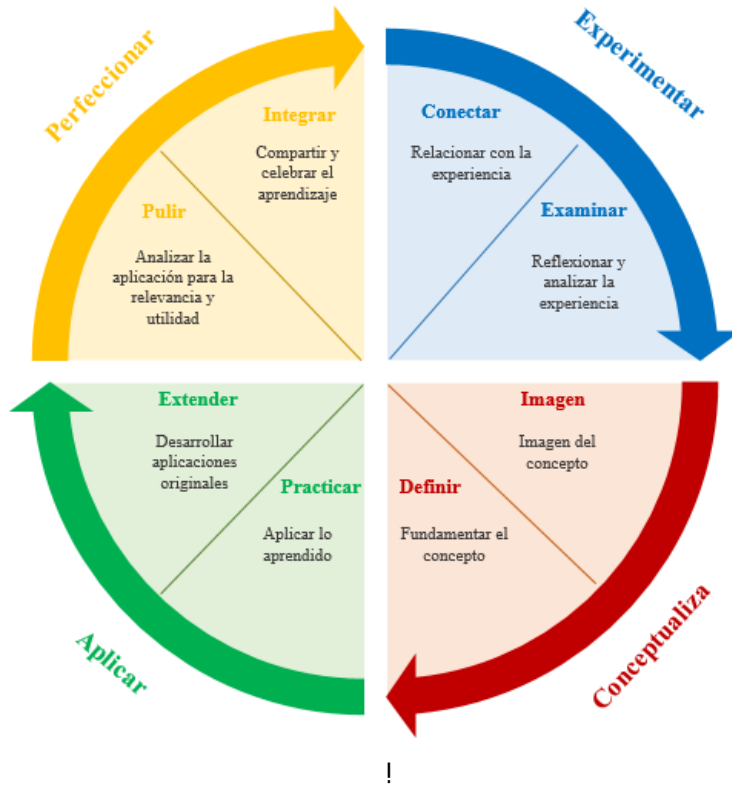 Perfeccionar
Experimentar
Integrar
Compartir y
celebrar el
aprendizaje
Pulir
Analizar la
aplicación para la
relevancia y
utilidad
Conectar
Relacionar con la
experiencia
Examinar
Reflexionar y
analizar la
experiencia
Imagen
Imagen del
concepto
Definir
Fundamentar el
concepto
Conceptualiza
Practicar
Aplicar lo
aprendido
Extender
Desarrollar
aplicaciones
originales
Aplicar
!